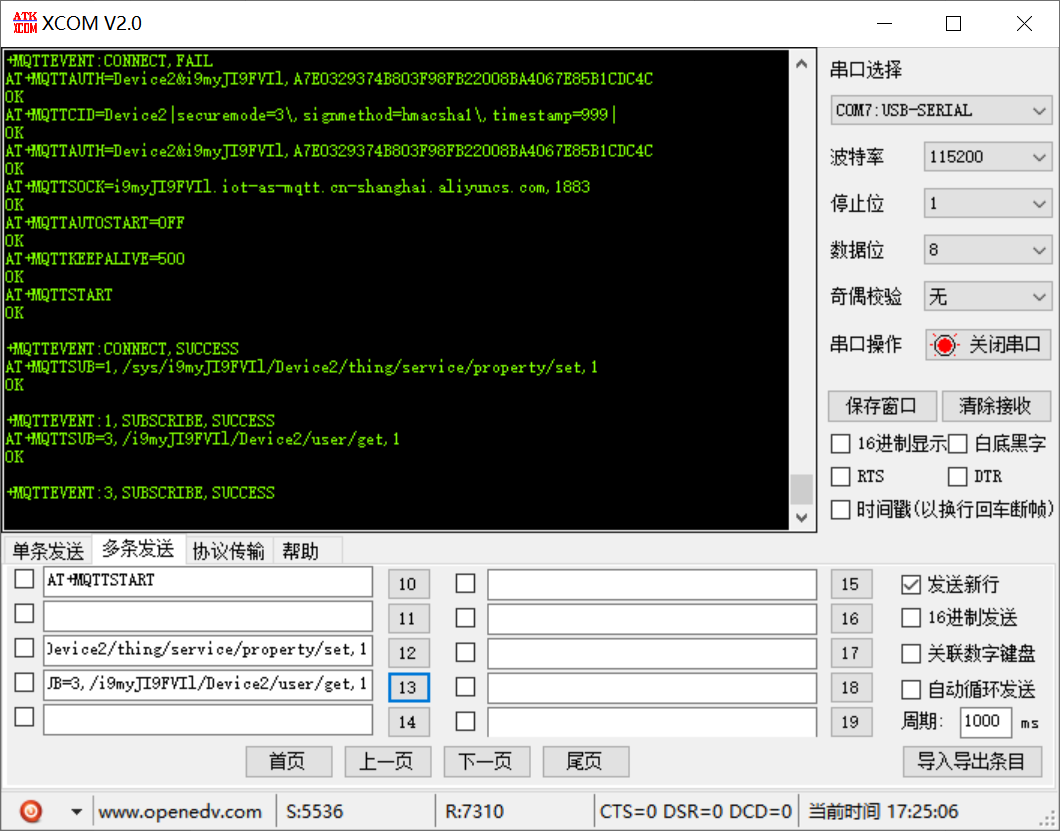 ATK XCOM XCOM V2.0
+MQTTEVENT:CONNECT,FAIL
AT+MQTTAUTH=Device2&i9myJI9FVIl,A7E0329374B803F98FB22008BA4067E85B1CDC4C
OK
AT+MQTTCID=Device2|securemode=3\,signmethod=hmacsha1\,timestamp=999|
OK
AT+MQTTAUTH=Device2&i9myJI9FVIl,A7E0329374B803F98FB22008BA4067E85B1CDC4C
OK
AT+MQTTSOCK=i9myJI9FVIl.iot-as-mqtt.cn-shanghai.aliyuncs.com,1883
OK
AT+MQTTAUTOSTART=OFF
OK
AT+MQTTKEEPALIVE=500
OK
AT+MQTTSTART
OK
+MQTTEVENT:CONNECT,SUCCESS
AT+MQTTSUB=1,/sys/i9myJI9FVIl/Device2/thing/service/property/set,1
OK
+MQTTEVENT:1,SUBSCRIBE,SUCCESS
AT+MQTTSUB=3,/i9myJI9FVIl/Device2/user/get,1
OK
+MQTTEVENT:3,SUBSCRIBE,SUCCESS
串口选择
COM7:USB-SERIAL
波特率 115200
停止位 1
数据位 8
奇偶校验 无
串口操作 关闭串口
保存窗口 清除接收
16进制显示 白底黑字
RTS DTR
时间戳(以换行回车断帧)
单条发送 多条发送 协议传输 帮助
AT+MQTTSTART 10 15 发送新行
11 16 16进制发送
Device2/thing/service/property/set,1 12 17 关联数字键盘
UB=3,/i9myJI9FVIl/Device2/user/get,1 13 18 自动循环发送
14 19 周期: 1000 ms
首页 上一页 下一页 尾页 导入导出条目
www.openedv.com S:5536 R:7310 CTS=0 DSR=0 DCD=0 当前时间 17:25:06